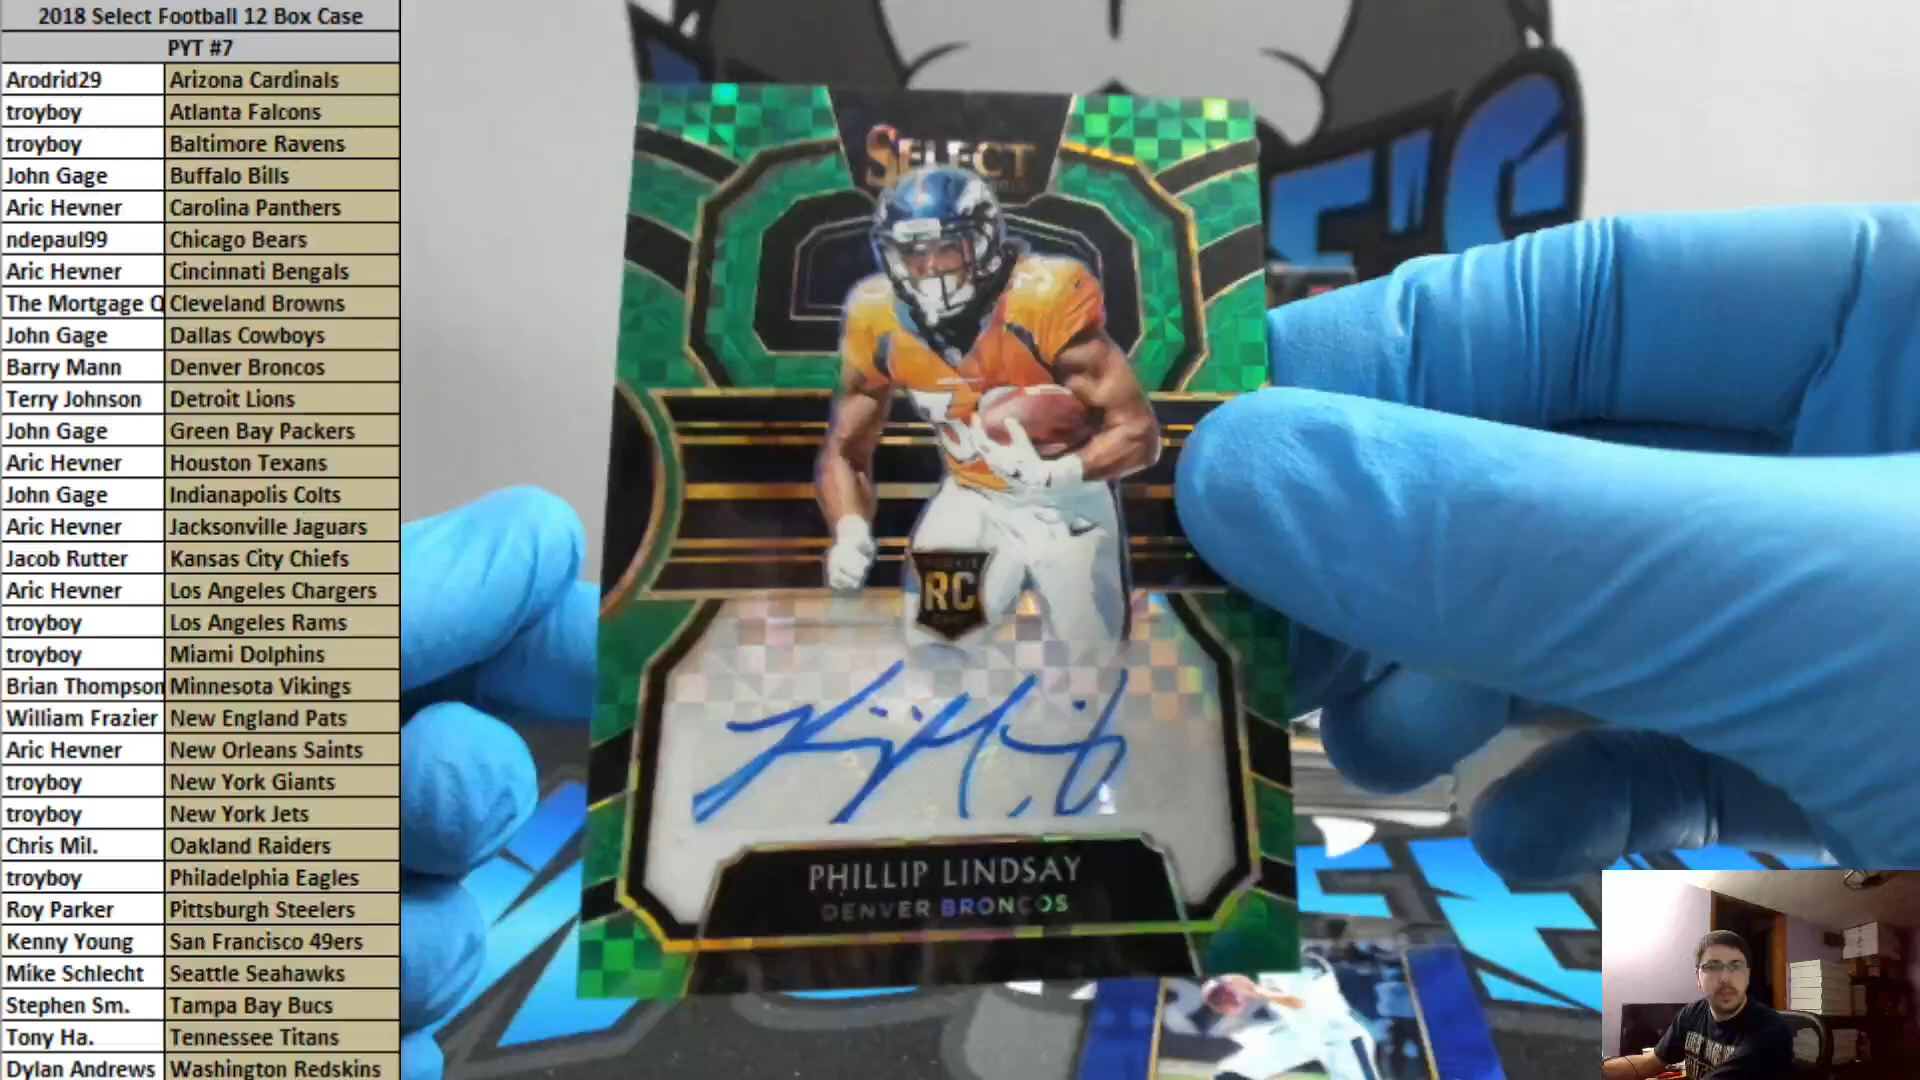 2018 Select Football 12 Box Case
PYT #7
Arodrid29 Arizona Cardinals
troyboy Atlanta Falcons
troyboy Baltimore Ravens
John Gage Buffalo Bills
Aric Hevner Carolina Panthers
ndepaul99 Chicago Bears
Aric Hevner Cincinnati Bengals
The Mortgage Q Cleveland Browns
John Gage Dallas Cowboys
Barry Mann Denver Broncos
Terry Johnson Detroit Lions
John Gage Green Bay Packers
Aric Hevner Houston Texans
John Gage Indianapolis Colts
Aric Hevner Jacksonville Jaguars
Jacob Rutter Kansas City Chiefs
Aric Hevner Los Angeles Chargers
troyboy Los Angeles Rams
troyboy Miami Dolphins
Brian Thompson Minnesota Vikings
William Frazier New England Pats
Aric Hevner New Orleans Saints
troyboy New York Giants
troyboy New York Jets
Chris Mil. Oakland Raiders
troyboy Philadelphia Eagles
Roy Parker Pittsburgh Steelers
Kenny Young San Francisco 49ers
Mike Schlecht Seattle Seahawks
Stephen Sm. Tampa Bay Bucs
Tony Ha. Tennessee Titans
Dylan Andrews Washington Redskins
SELECT
RC
PHILLIP LINDSAY
DENVER BRONCOS